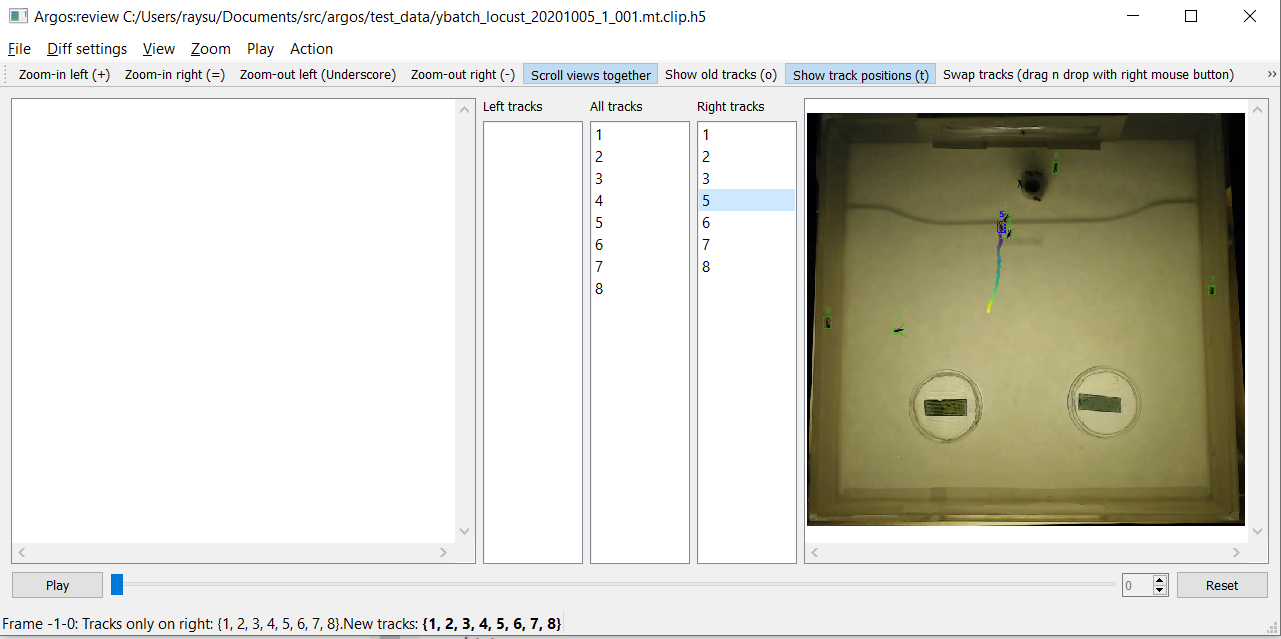 Argos:review C:/Users/raysu/Documents/src/argos/test_data/ybatch_locust_20201005_1_001.mt.clip.h5
File Diff settings View Zoom Play Action
Zoom-in left (+) Zoom-in right (=) Zoom-out left (Underscore) Zoom-out right (-) Scroll views together Show old tracks (o) Show track positions (t) Swap tracks (drag n drop with right mouse button) »
Left tracks
All tracks
1
2
3
4
5
6
7
8
Right tracks
1
2
3
5
6
7
8
5
Play
0
Reset
Frame -1-0: Tracks only on right: {1, 2, 3, 4, 5, 6, 7, 8}.New tracks: {1, 2, 3, 4, 5, 6, 7, 8}